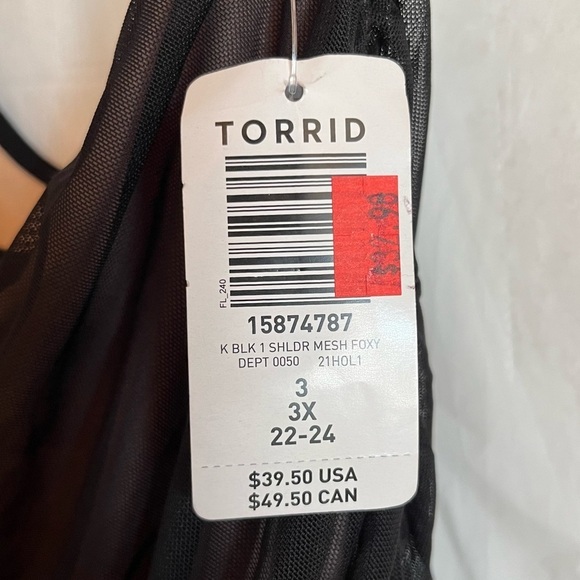 TORRID
FL_240
15874787
K BLK 1 SHLDR MESH FOXY
DEPT 0050 21HOL1
3
3X
22-24
$39.50 USA
$49.50 CAN